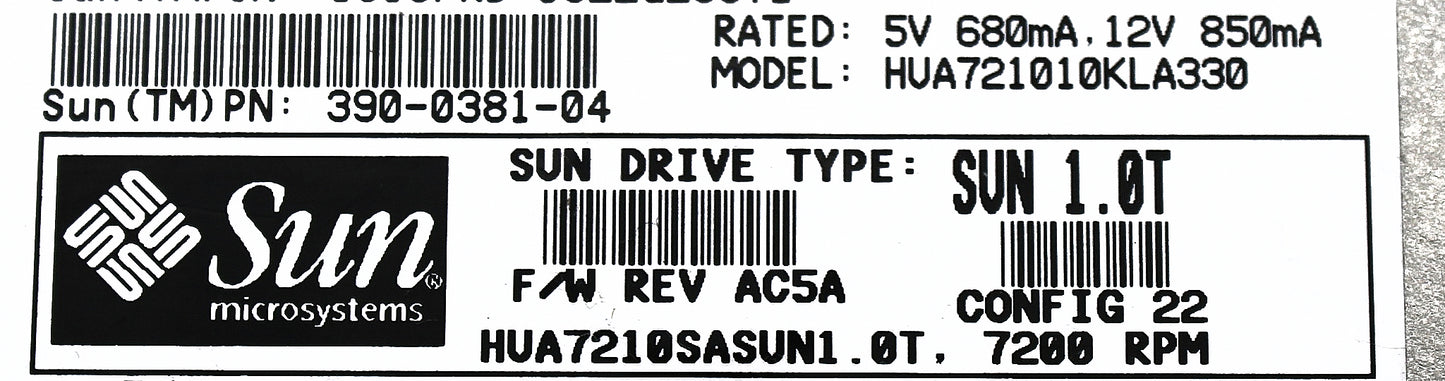 RATED: 5V 680mA, 12V 850mA
MODEL: HUA721010KLA330
Sun(TM)PN: 390-0381-04
Sun®
microsystems
SUN DRIVE TYPE: SUN 1.0T
F/W REV AC5A
CONFIG 22
HUA7210SASUN1.0T, 7200 RPM